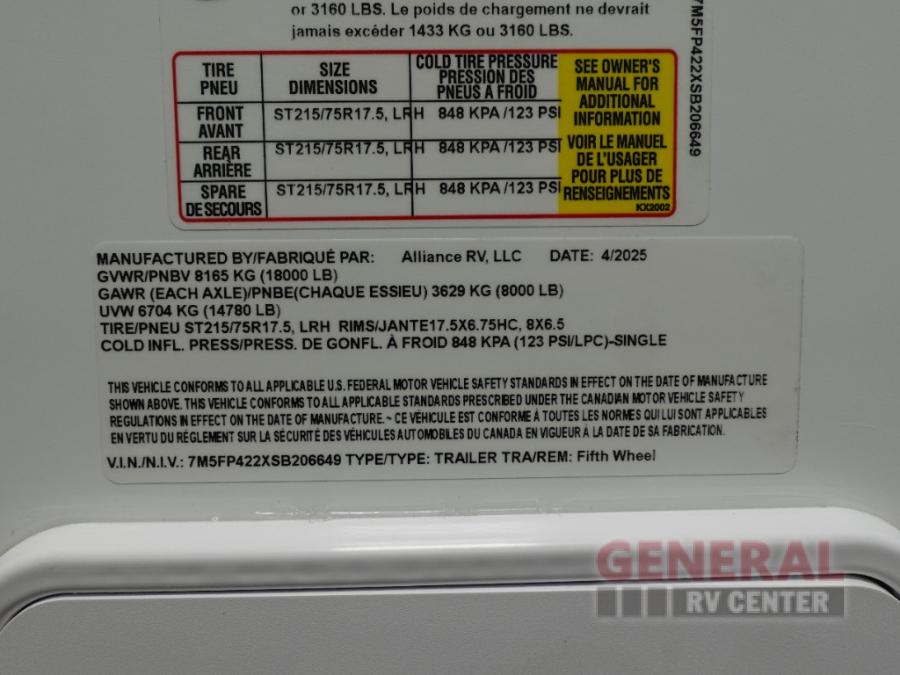 or 3160 LBS. Le poids de chargement ne devrait
jamais excéder 1433 KG ou 3160 LBS.
TIRE PNEU
SIZE DIMENSIONS
COLD TIRE PRESSURE PRESSION DES PNEUS A FROID
SEE OWNER'S MANUAL FOR ADDITIONAL INFORMATION
VOIR LE MANUEL DE L'USAGER POUR PLUS DE RENSEIGNEMENTS
KX2002
FRONT AVANT ST215/75R17.5, LRH 848 KPA /123 PSI
REAR ARRIÈRE ST215/75R17.5, LRH 848 KPA /123 PSI
SPARE DE SECOURS ST215/75R17.5, LRH 848 KPA /123 PSI
7M5FP422XSB206649
MANUFACTURED BY/FABRIQUÉ PAR: Alliance RV, LLC DATE: 4/2025
GVWR/PNBV 8165 KG (18000 LB)
GAWR (EACH AXLE)/PNBE(CHAQUE ESSIEU) 3629 KG (8000 LB)
UVW 6704 KG (14780 LB)
TIRE/PNEU ST215/75R17.5, LRH RIMS/JANTE17.5X6.75HC, 8X6.5
COLD INFL. PRESS/PRESS. DE GONFL. À FROID 848 KPA (123 PSI/LPC)-SINGLE
THIS VEHICLE CONFORMS TO ALL APPLICABLE U.S. FEDERAL MOTOR VEHICLE SAFETY STANDARDS IN EFFECT ON THE DATE OF MANUFACTURE
SHOWN ABOVE. THIS VEHICLE CONFORMS TO ALL APPLICABLE STANDARDS PRESCRIBED UNDER THE CANADIAN MOTOR VEHICLE SAFETY
REGULATIONS IN EFFECT ON THE DATE OF MANUFACTURE. ~ CE VÉHICULE EST CONFORME À TOUTES LES NORMES QUI LUI SONT APPLICABLES
EN VERTU DU RÉGLEMENT SUR LA SÉCURITÉ DES VÉHICULES AUTOMOBILES DU CANADA EN VIGUEUR À LA DATE DE SA FABRICATION.
V.I.N./N.I.V.: 7M5FP422XSB206649 TYPE/TYPE: TRAILER TRA/REM: Fifth Wheel
GENERAL
RV CENTER